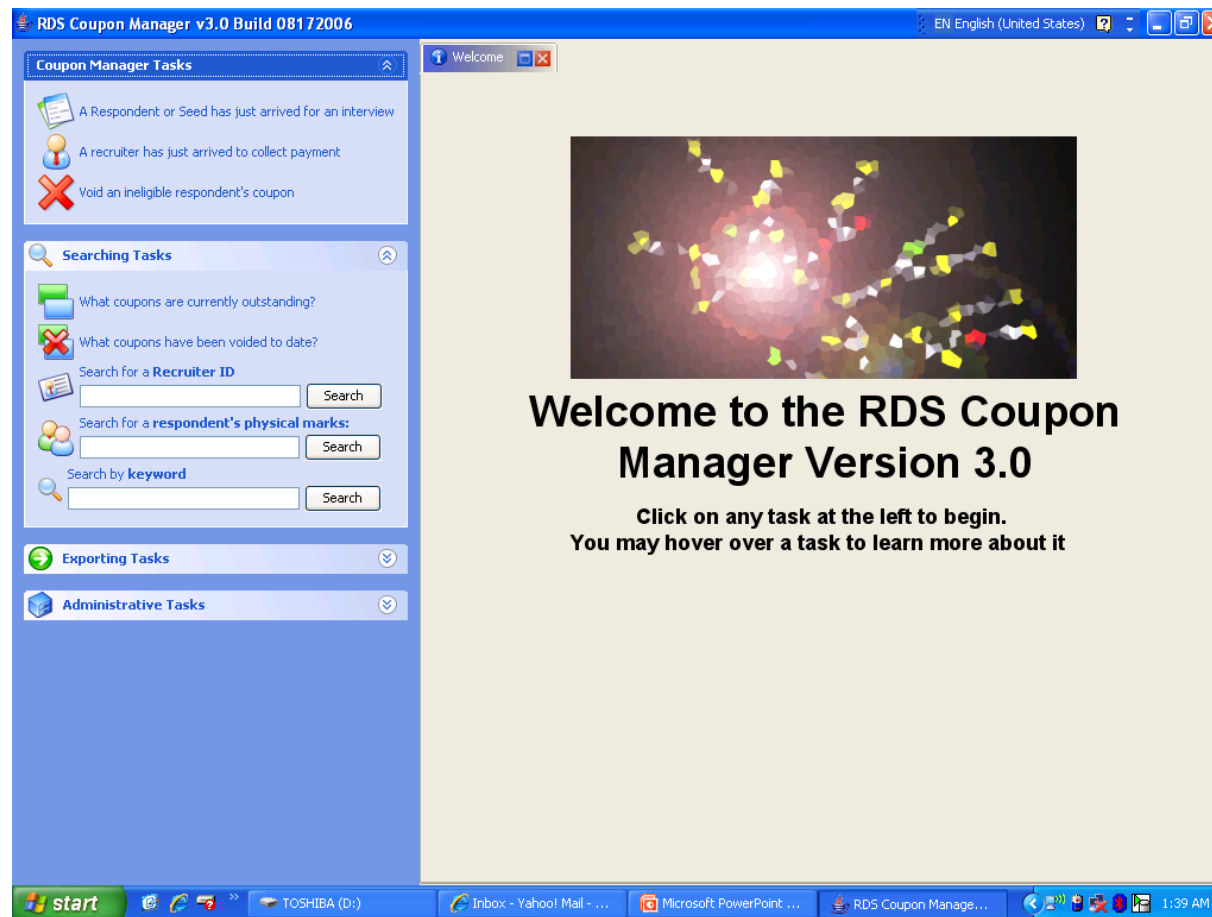 RDS Coupon Manager v3.0 Build 08172006
EN English (United States)
Coupon Manager Tasks
A Respondent or Seed has just arrived for an interview
A recruiter has just arrived to collect payment
Void an ineligible respondent's coupon
Searching Tasks
What coupons are currently outstanding?
What coupons have been voided to date?
Search for a Recruiter ID
Search
Search for a respondent's physical marks:
Search
Search by keyword
Search
Exporting Tasks
Administrative Tasks
Welcome
Welcome to the RDS Coupon
Manager Version 3.0
Click on any task at the left to begin.
You may hover over a task to learn more about it
start
TOSHIBA (D:)
Inbox - Yahoo! Mail - ...
Microsoft PowerPoint ...
RDS Coupon Manage...
1:39 AM